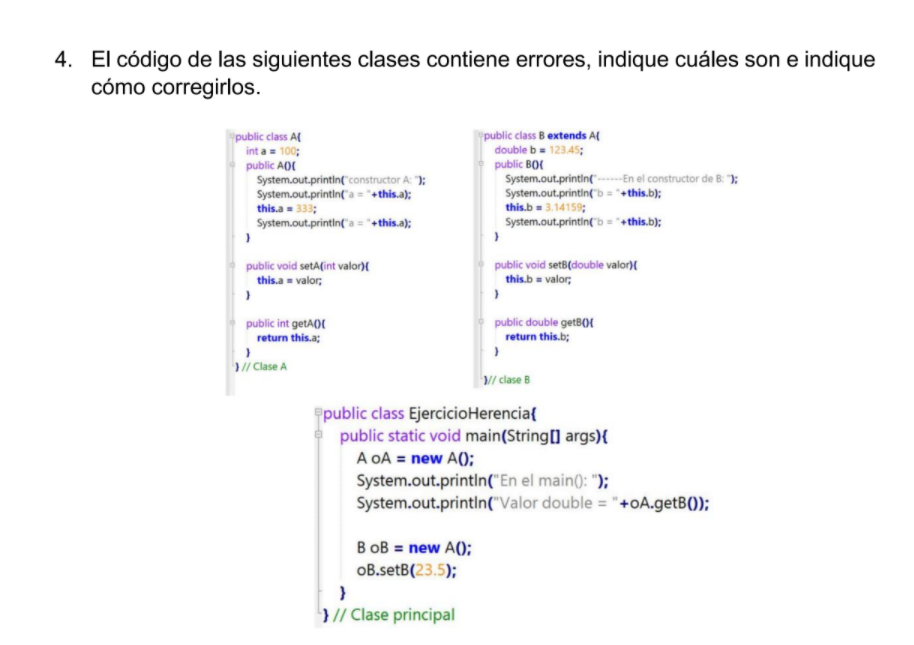 4. El código de las siguientes clases contiene errores, indique cuáles son e indique
cómo corregirlos.
public class A{
int a = 100;
public A(){
System.out.println("constructor A: ");
System.out.println("a = "+this.a);
this.a = 333;
System.out.println("a = "+this.a);
}
public void setA(int valor){
this.a = valor;
}
public int getA(){
return this.a;
}
} // Clase A
public class B extends A{
double b = 123.45;
public B(){
System.out.println("------En el constructor de B: ");
System.out.println("b = "+this.b);
this.b = 3.14159;
System.out.println("b = "+this.b);
}
public void setB(double valor){
this.b = valor;
}
public double getB(){
return this.b;
}
}// clase B
public class EjercicioHerencia{
public static void main(String[] args){
A oA = new A();
System.out.println("En el main(): ");
System.out.println("Valor double = "+oA.getB());
B oB = new A();
oB.setB(23.5);
}
} // Clase principal